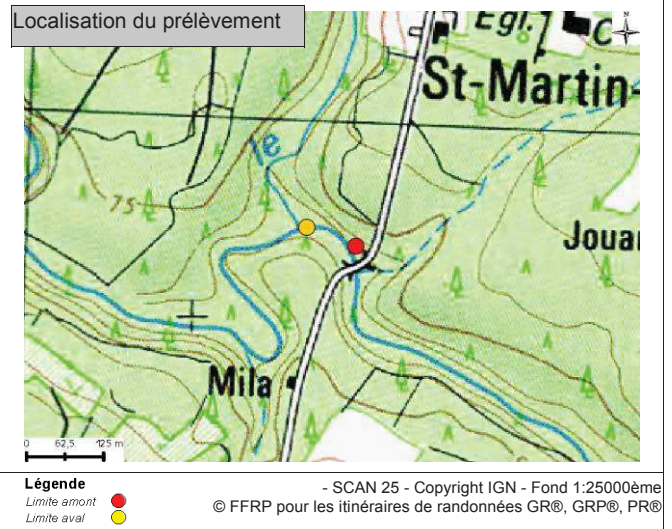 Localisation du prélèvement
Egl.
C
St-Martin-
le
75
Joua
Mila
0 62,5 125 m
Légende
Limite amont
Limite aval
- SCAN 25 - Copyright IGN - Fond 1:25000ème
© FFRP pour les itinéraires de randonnées GR®, GRP®, PR®